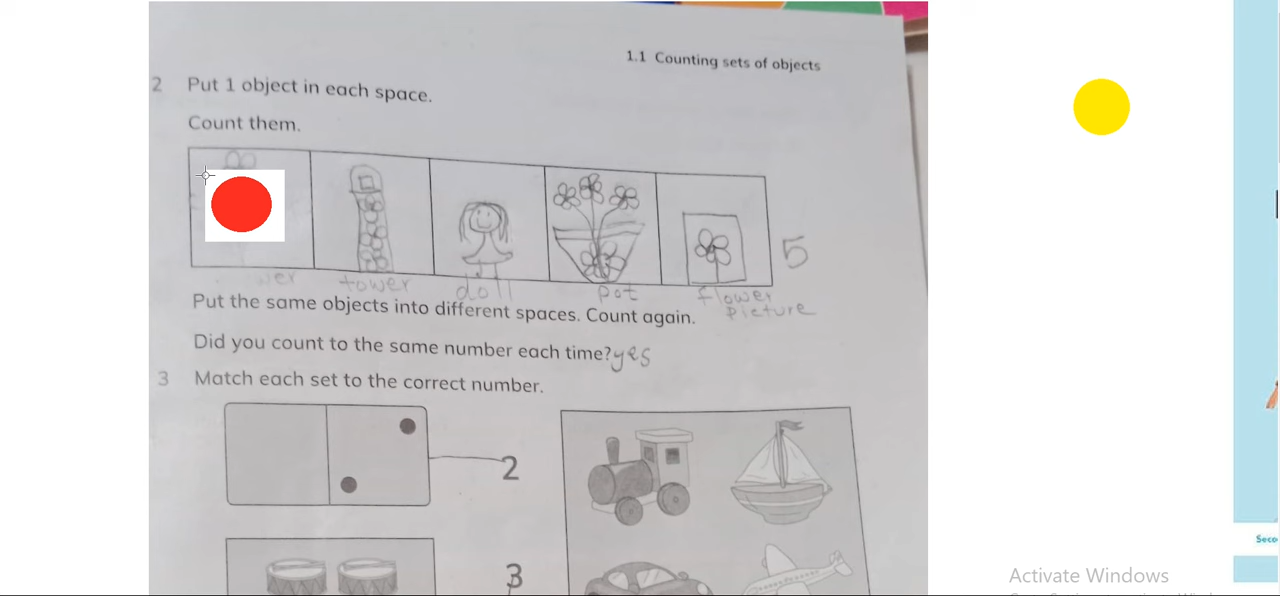 1.1 Counting sets of objects
2 Put 1 object in each space.
Count them.
5
tower doll pot flower picture
Put the same objects into different spaces. Count again.
Did you count to the same number each time? yes
3 Match each set to the correct number.
2
3
Seco
Activate Windows